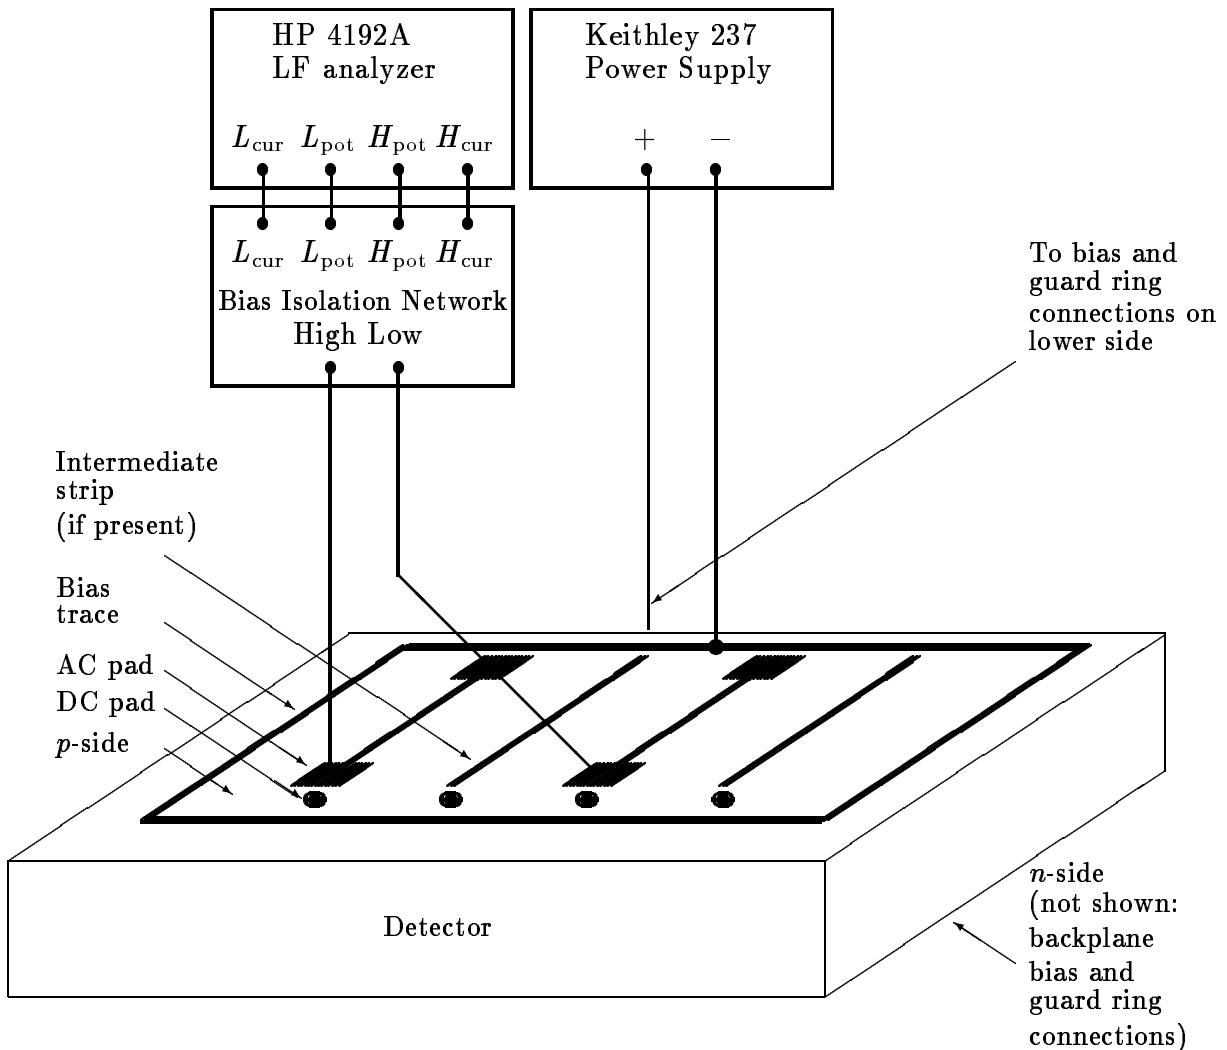 HP 4192A
LF analyzer
Keithley 237
Power Supply
L_cur L_pot H_pot H_cur
+ −
L_cur L_pot H_pot H_cur
Bias Isolation Network
High Low
To bias and
guard ring
connections on
lower side
Intermediate
strip
(if present)
Bias
trace
AC pad
DC pad
p-side
Detector
n-side
(not shown:
backplane
bias and
guard ring
connections)